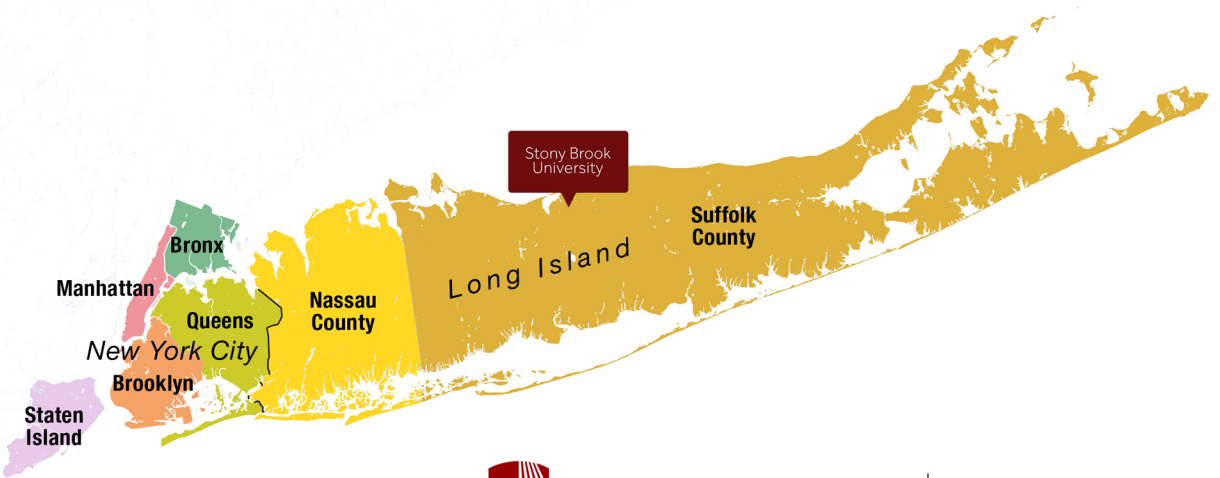 Stony Brook
University
Suffolk
County
Long Island
Bronx
Manhattan
Queens
Nassau
County
New York City
Brooklyn
Staten
Island